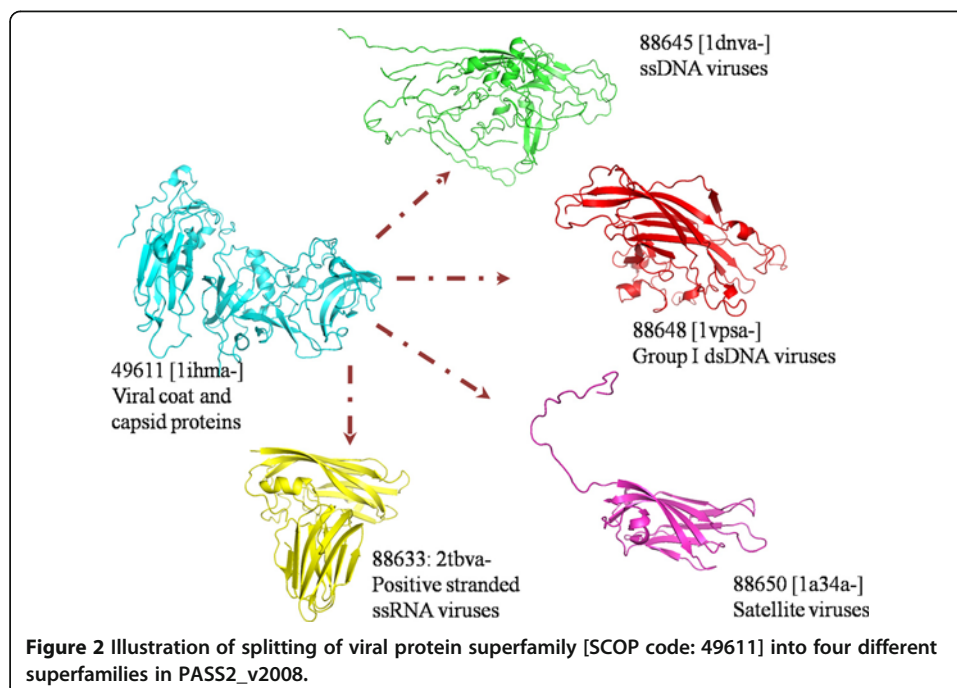 88645 [1dnva-]
ssDNA viruses
88648 [1vpsa-]
Group I dsDNA viruses
49611 [1ihma-]
Viral coat and
capsid proteins
88633: 2tbva-
Positive stranded
ssRNA viruses
88650 [1a34a-]
Satellite viruses
Figure 2 Illustration of splitting of viral protein superfamily [SCOP code: 49611] into four different
superfamilies in PASS2_v2008.